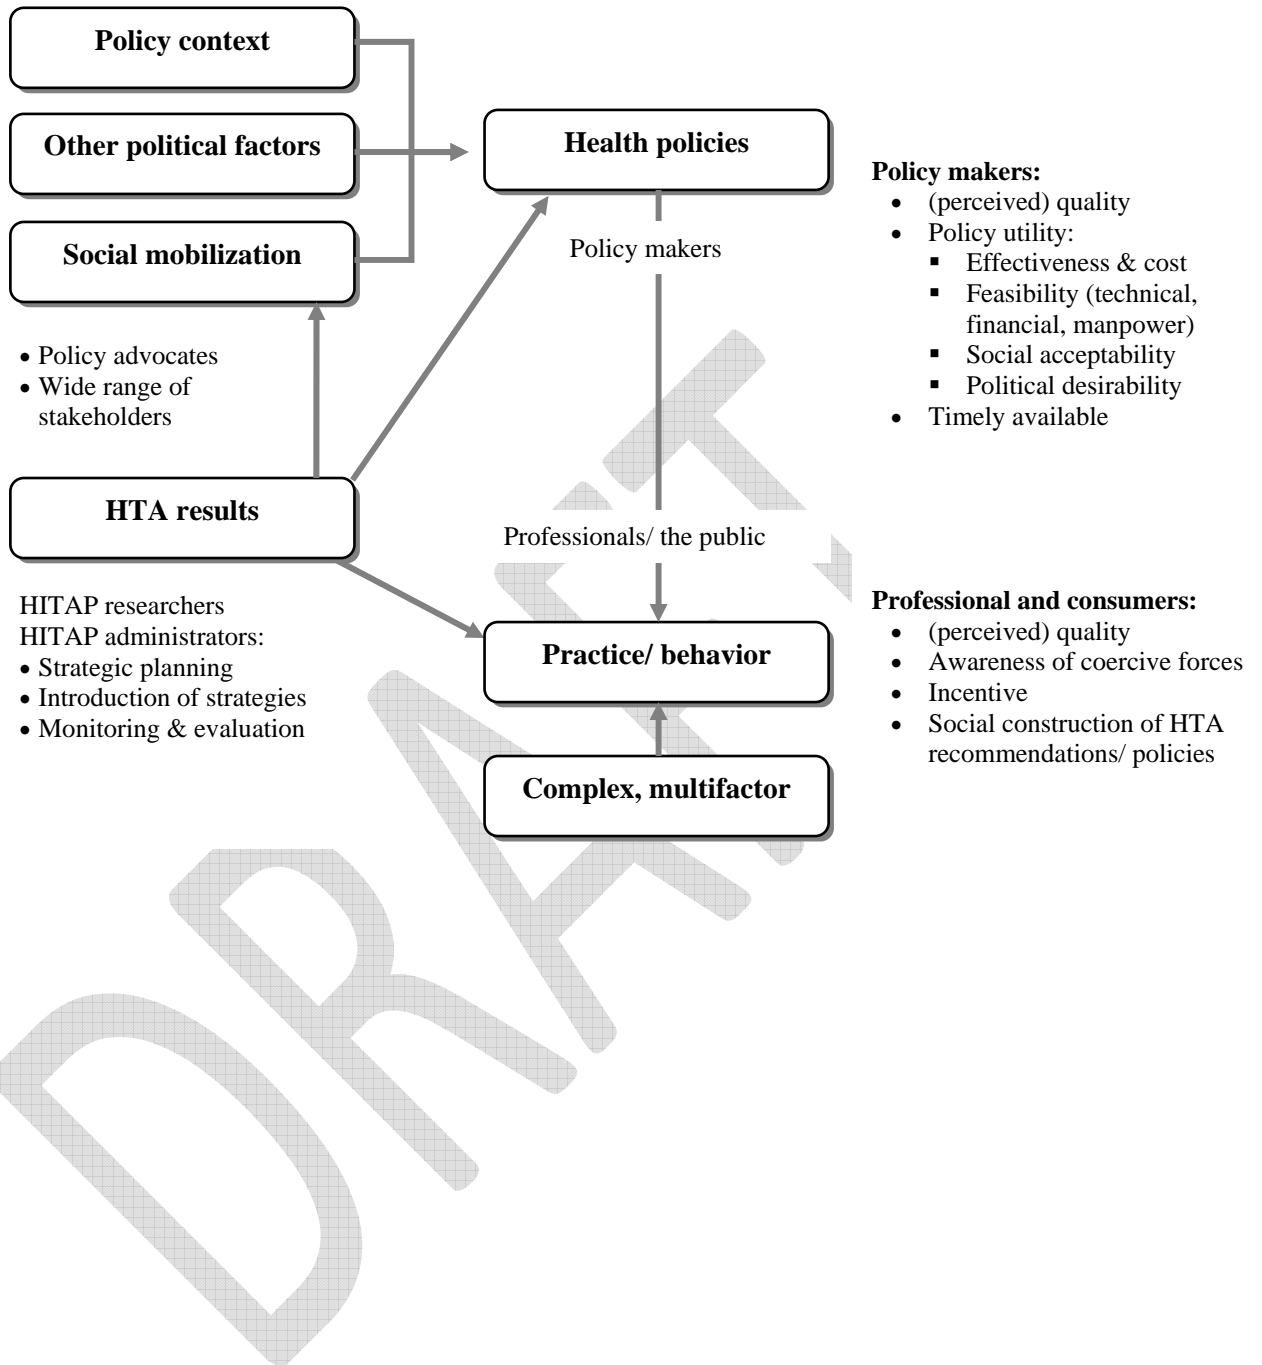 Policy context
Other political factors
Social mobilization
• Policy advocates
• Wide range of
stakeholders
HTA results
HITAP researchers
HITAP administrators:
• Strategic planning
• Introduction of strategies
• Monitoring & evaluation
Health policies
Policy makers
Professionals/ the public
Practice/ behavior
Complex, multifactor
Policy makers:
• (perceived) quality
• Policy utility:
▪ Effectiveness & cost
▪ Feasibility (technical,
financial, manpower)
▪ Social acceptability
▪ Political desirability
• Timely available
Professional and consumers:
• (perceived) quality
• Awareness of coercive forces
• Incentive
• Social construction of HTA
recommendations/ policies
DRAFT